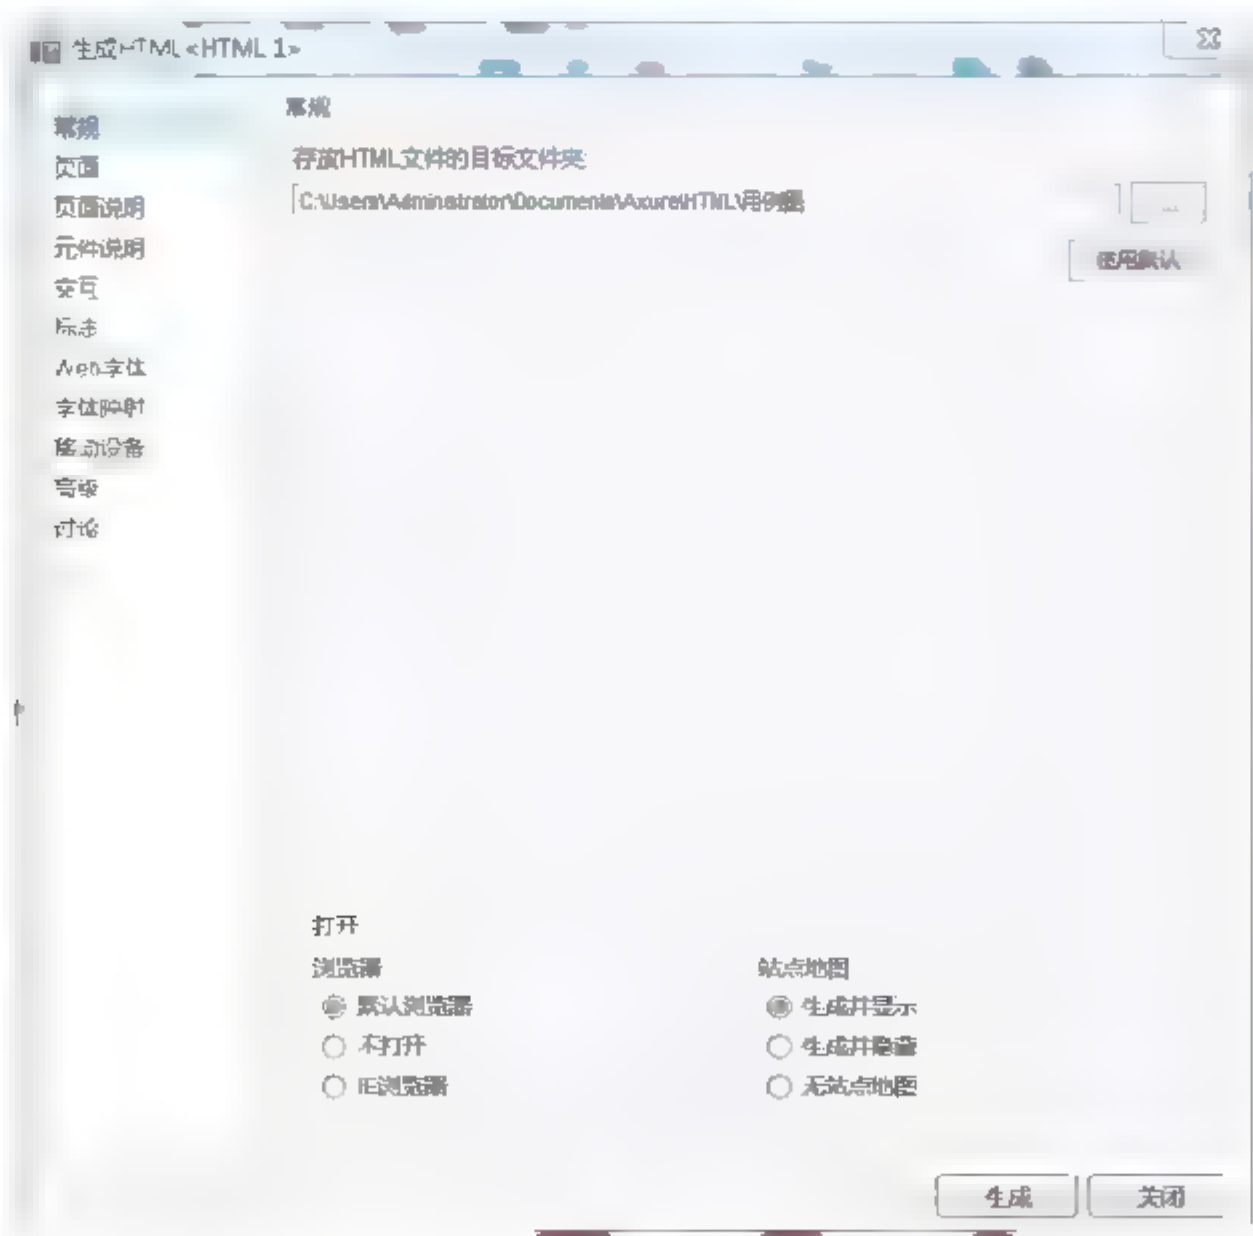 生成HTML <HTML 1>
常规
页面
页面说明
元件说明
交互
标志
Web字体
字体映射
移动设备
高级
讨论
常规
存放HTML文件的目标文件夹:
C:\Users\Administrator\Documents\Axure\HTML\用例图
...
使用默认
打开
浏览器
默认浏览器
不打开
IE浏览器
站点地图
生成并显示
生成并隐藏
无站点地图
生成
关闭